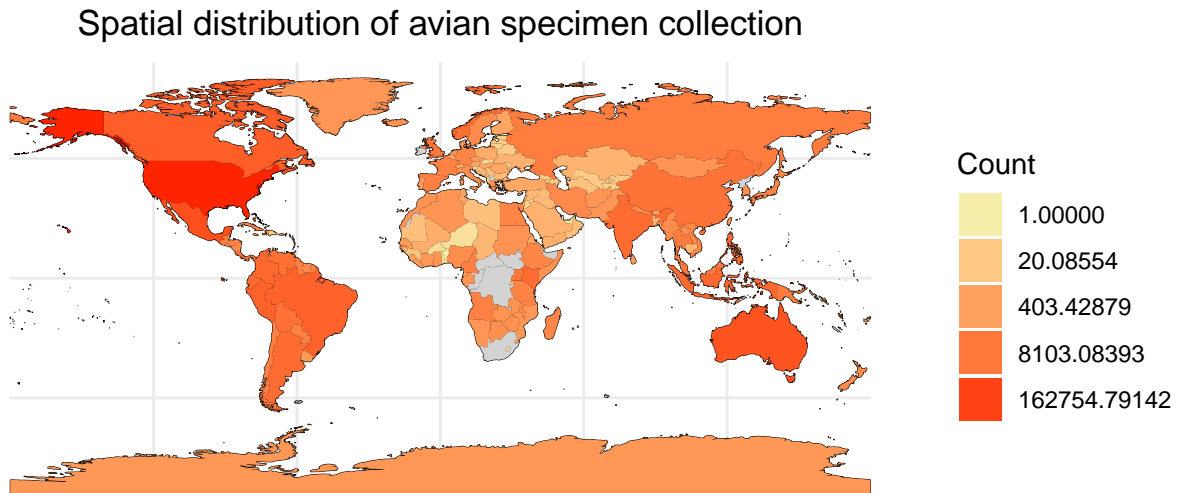 Spatial distribution of avian specimen collection
Count
1.00000
20.08554
403.42879
8103.08393
162754.79142